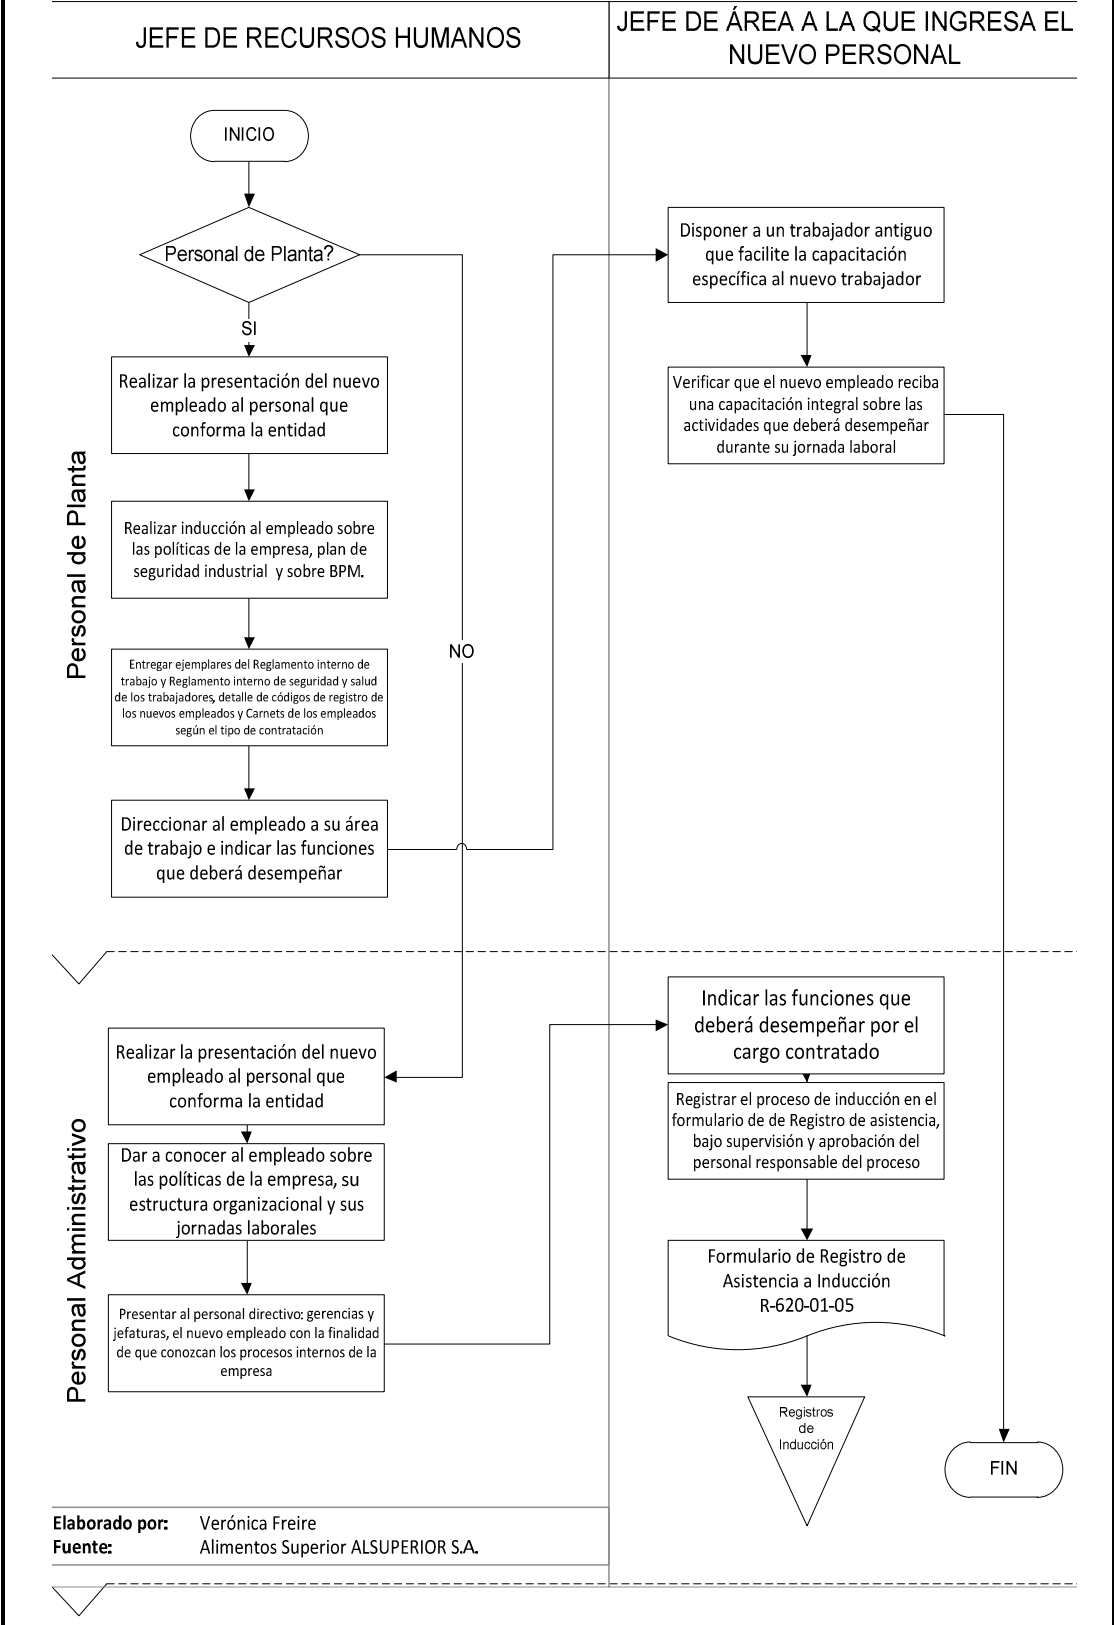 JEFE DE RECURSOS HUMANOS
JEFE DE ÁREA A LA QUE INGRESA EL
NUEVO PERSONAL
INICIO
Personal de Planta?
SI
NO
Personal de Planta
Realizar la presentación del nuevo
empleado al personal que
conforma la entidad
Realizar inducción al empleado sobre
las políticas de la empresa, plan de
seguridad industrial y sobre BPM.
Entregar ejemplares del Reglamento interno de
trabajo y Reglamento interno de seguridad y salud
de los trabajadores, detalle de códigos de registro de
los nuevos empleados y Carnets de los empleados
según el tipo de contratación
Direccionar al empleado a su área
de trabajo e indicar las funciones
que deberá desempeñar
Disponer a un trabajador antiguo
que facilite la capacitación
específica al nuevo trabajador
Verificar que el nuevo empleado reciba
una capacitación integral sobre las
actividades que deberá desempeñar
durante su jornada laboral
Personal Administrativo
Realizar la presentación del nuevo
empleado al personal que
conforma la entidad
Dar a conocer al empleado sobre
las políticas de la empresa, su
estructura organizacional y sus
jornadas laborales
Presentar al personal directivo: gerencias y
jefaturas, el nuevo empleado con la finalidad
de que conozcan los procesos internos de la
empresa
Indicar las funciones que
deberá desempeñar por el
cargo contratado
Registrar el proceso de inducción en el
formulario de de Registro de asistencia,
bajo supervisión y aprobación del
personal responsable del proceso
Formulario de Registro de
Asistencia a Inducción
R-620-01-05
Registros
de
Inducción
FIN
Elaborado por: Verónica Freire
Fuente: Alimentos Superior ALSUPERIOR S.A.